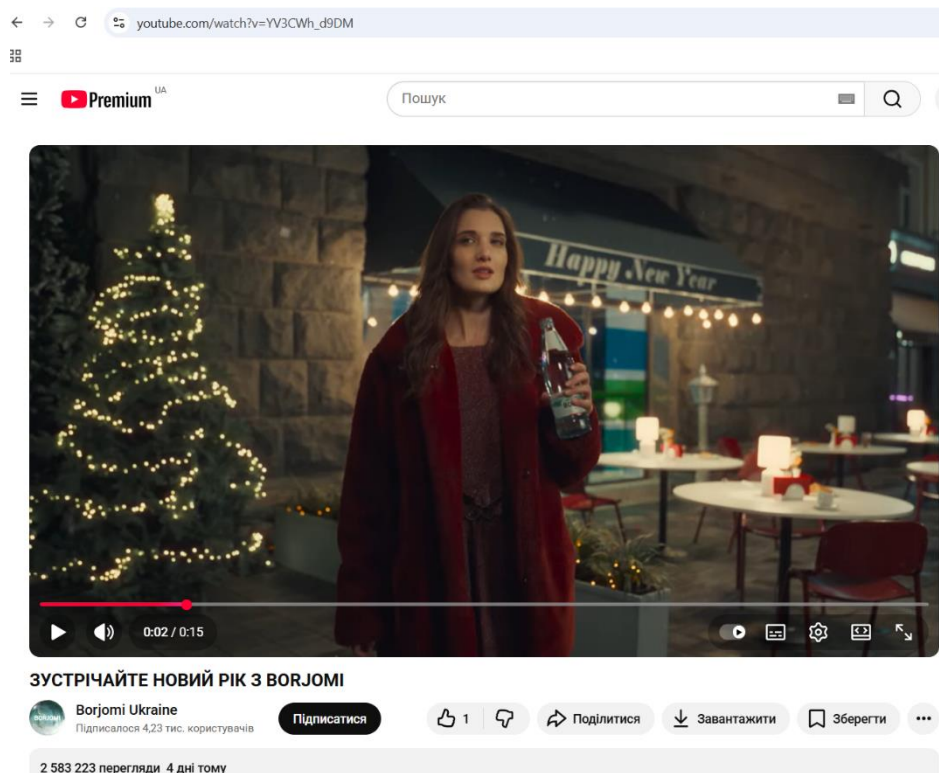 youtube.com/watch?v=YV3CWh_d9DM
Premium UA
Пошук
Happy New Year
0:02 / 0:15
ЗУСТРІЧАЙТЕ НОВИЙ РІК З BORJOMI
BORJOMI
Borjomi Ukraine
Підписалося 4,23 тис. користувачів
Підписатися
1
Поділитися
Завантажити
Зберегти
2 583 223 перегляди 4 дні тому